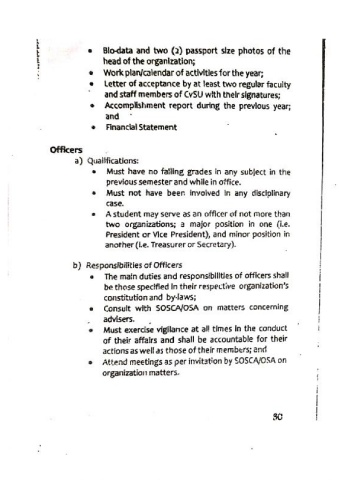 • Bio-data and two (2) passport size photos of the
head of the organization;
• Work plan/calendar of activities for the year;
• Letter of acceptance by at least two regular faculty
and staff members of CvSU with their signatures;
• Accomplishment report during the previous year;
and
• Financial Statement
Officers
a) Qualifications:
• Must have no failing grades in any subject in the
previous semester and while in office.
• Must not have been involved in any disciplinary
case.
• A student may serve as an officer of not more than
two organizations; a major position in one (i.e.
President or Vice President), and minor position in
another (i.e. Treasurer or Secretary).
b) Responsibilities of Officers
• The main duties and responsibilities of officers shall
be those specified in their respective organization's
constitution and by-laws;
• Consult with SOSCA/OSA on matters concerning
advisers.
• Must exercise vigilance at all times in the conduct
of their affairs and shall be accountable for their
actions as well as those of their members; and
• Attend meetings as per invitation by SOSCA/OSA on
organization matters.